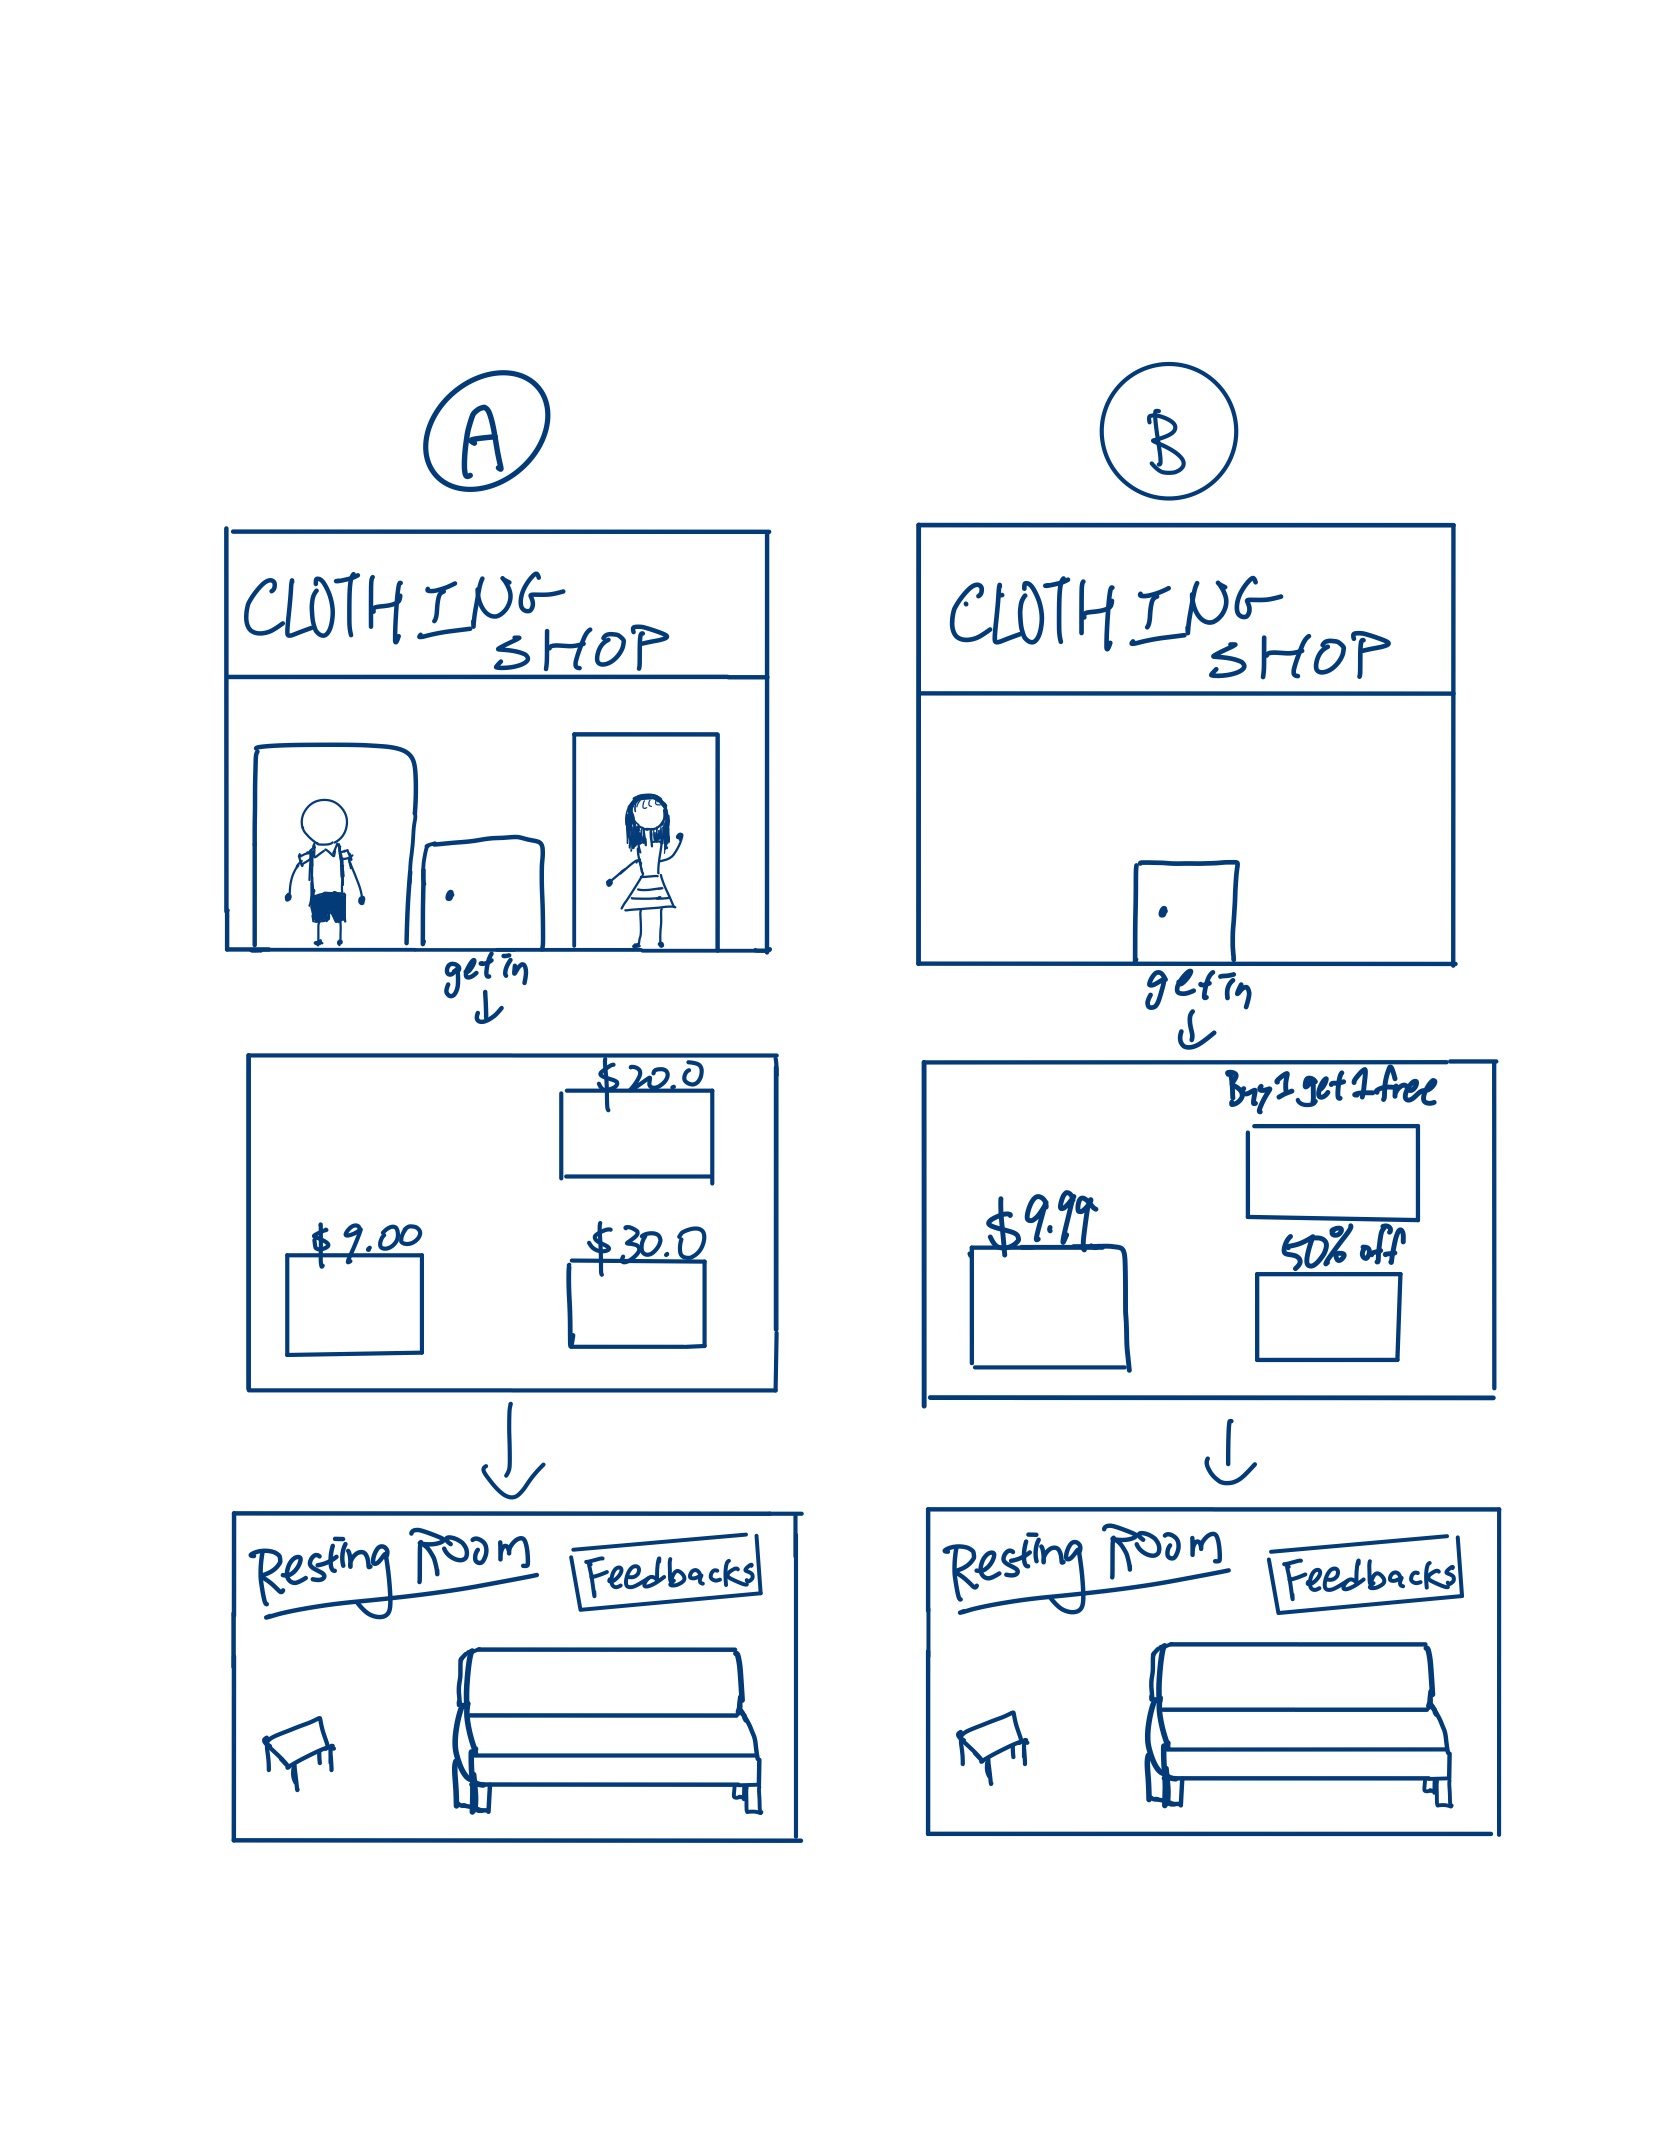 A
CLOTHING
SHOP
get in
$20.0
$9.00
$30.0
Resting Room
Feedbacks
B
CLOTHING
SHOP
get in
Buy 1 get 1 free
$9.99
50% off
Resting Room
Feedbacks